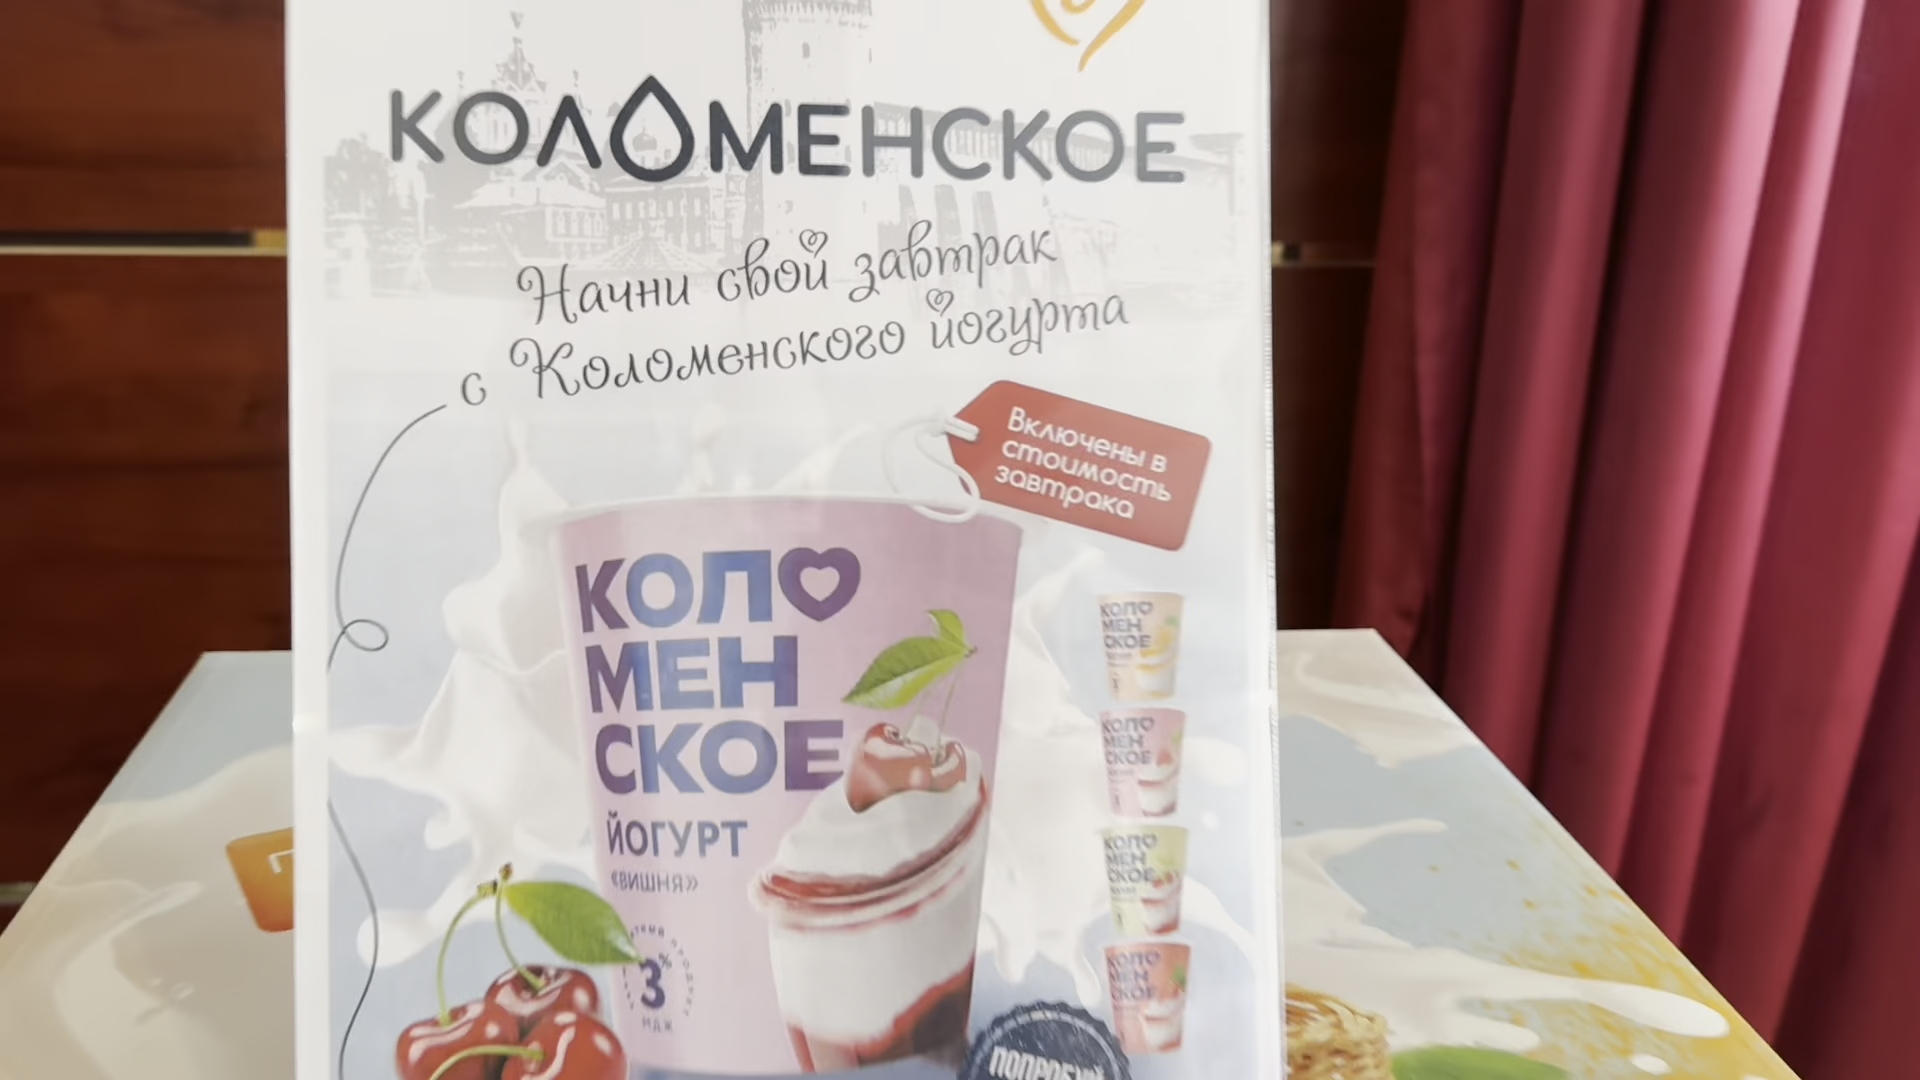 КОЛОМЕНСКОЕ
Начни свой завтрак
с Коломенского йогурта
Включены в
стоимость
завтрака
КОЛО
МЕН
СКОЕ
ЙОГУРТ
«ВИШНЯ»
3%
МДЖ
КОЛО
МЕН
СКОЕ
КОЛО
МЕН
СКОЕ
КОЛО
МЕН
СКОЕ
КОЛО
МЕН
СКОЕ